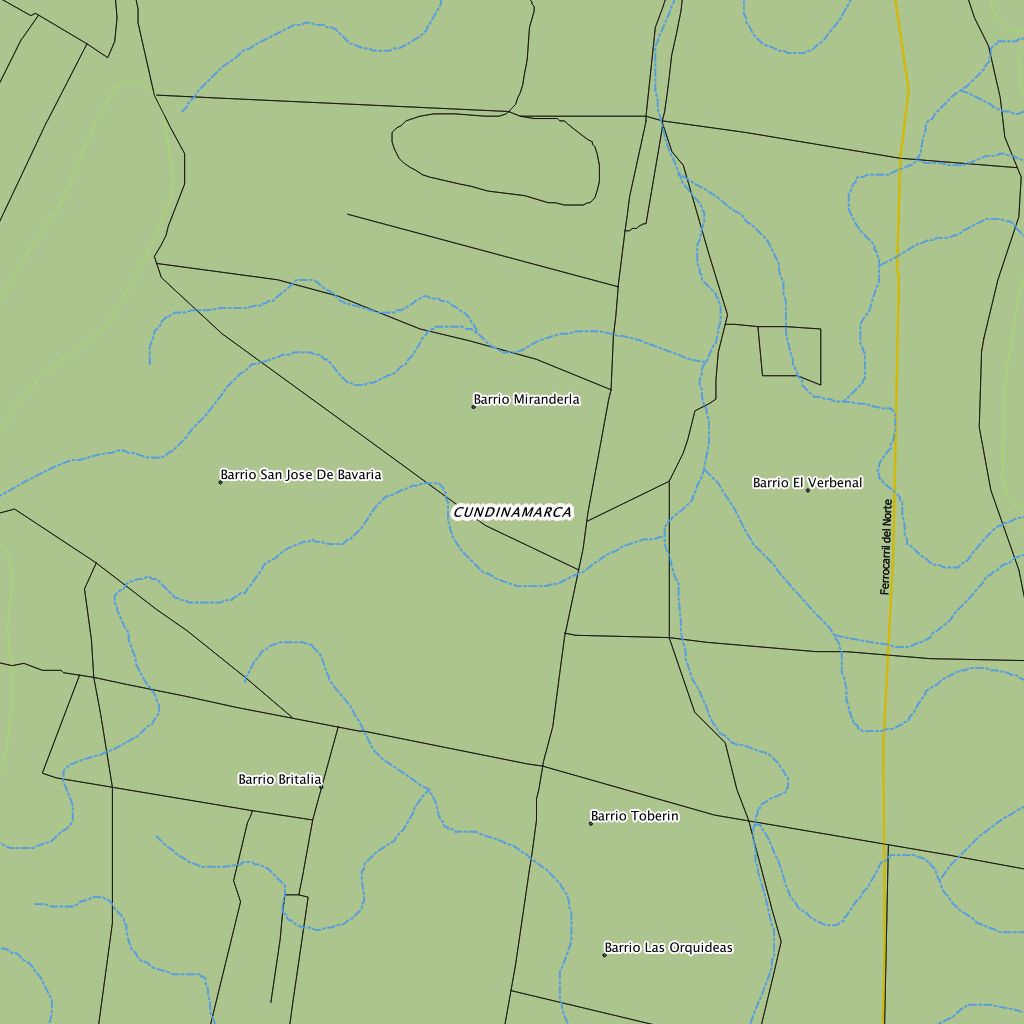 Barrio Miranderla
Barrio San Jose De Bavaria
Barrio El Verbenal
CUNDINAMARCA
Ferrocarril del Norte
Barrio Britalia
Barrio Toberin
Barrio Las Orquideas